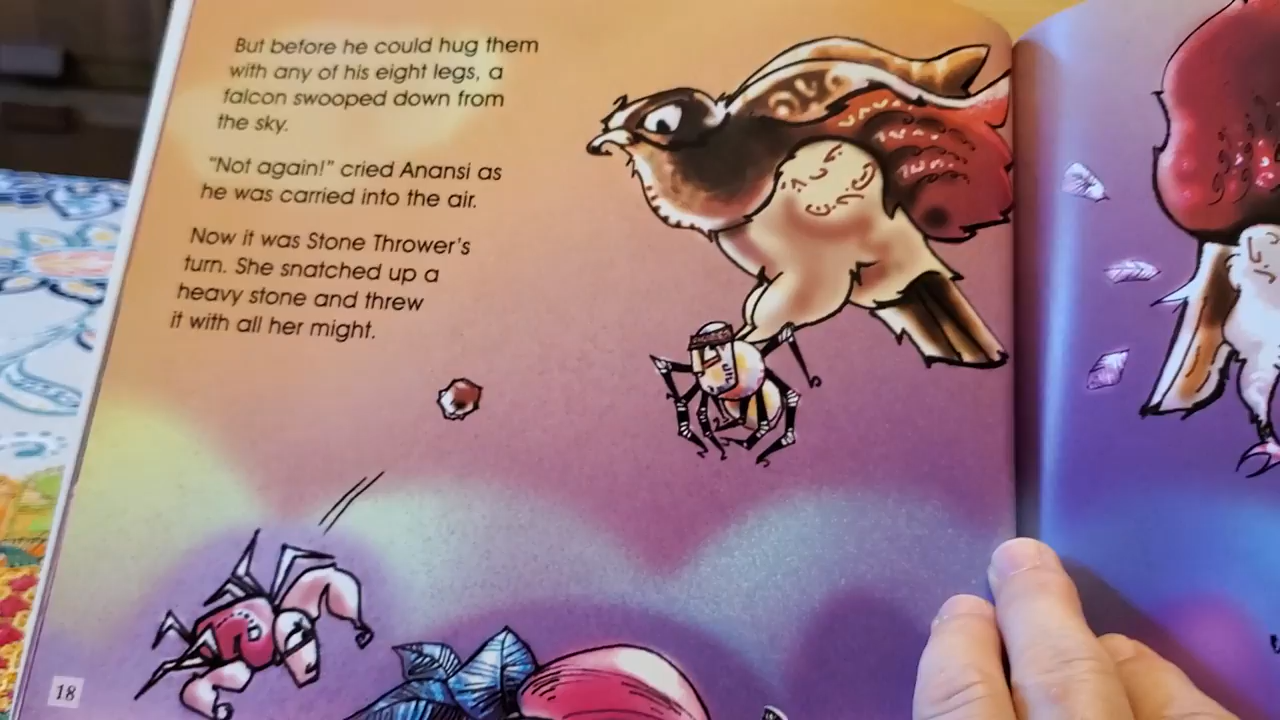 But before he could hug them
with any of his eight legs, a
falcon swooped down from
the sky.
"Not again!" cried Anansi as
he was carried into the air.
Now it was Stone Thrower's
turn. She snatched up a
heavy stone and threw
it with all her might.
18